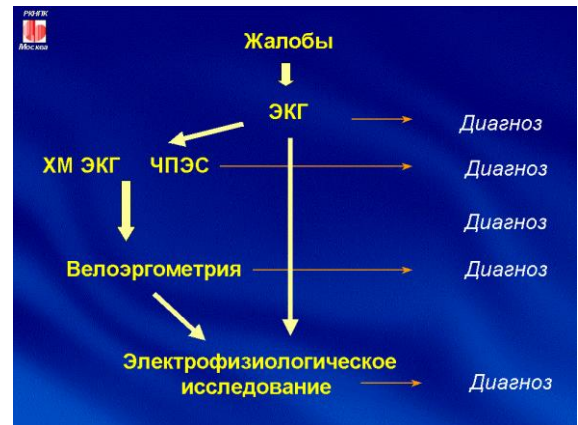 РКНПК
Москва
Жалобы
ЭКГ
Диагноз
ХМ ЭКГ ЧПЭС
Диагноз
Диагноз
Велоэргометрия
Диагноз
Электрофизиологическое
исследование
Диагноз